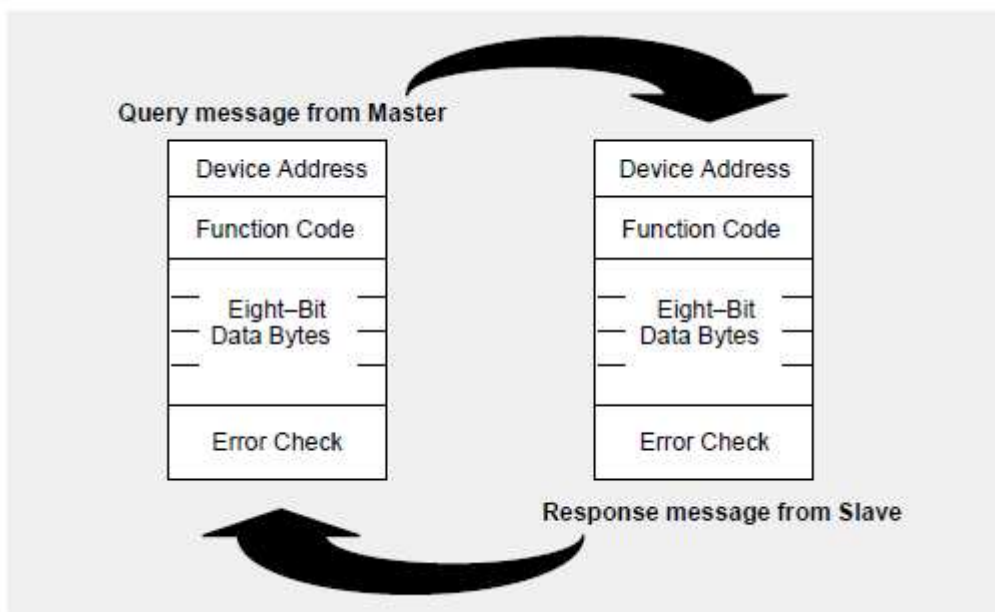 Query message from Master
Device Address
Function Code
Eight–Bit
Data Bytes
Error Check
Device Address
Function Code
Eight–Bit
Data Bytes
Error Check
Response message from Slave